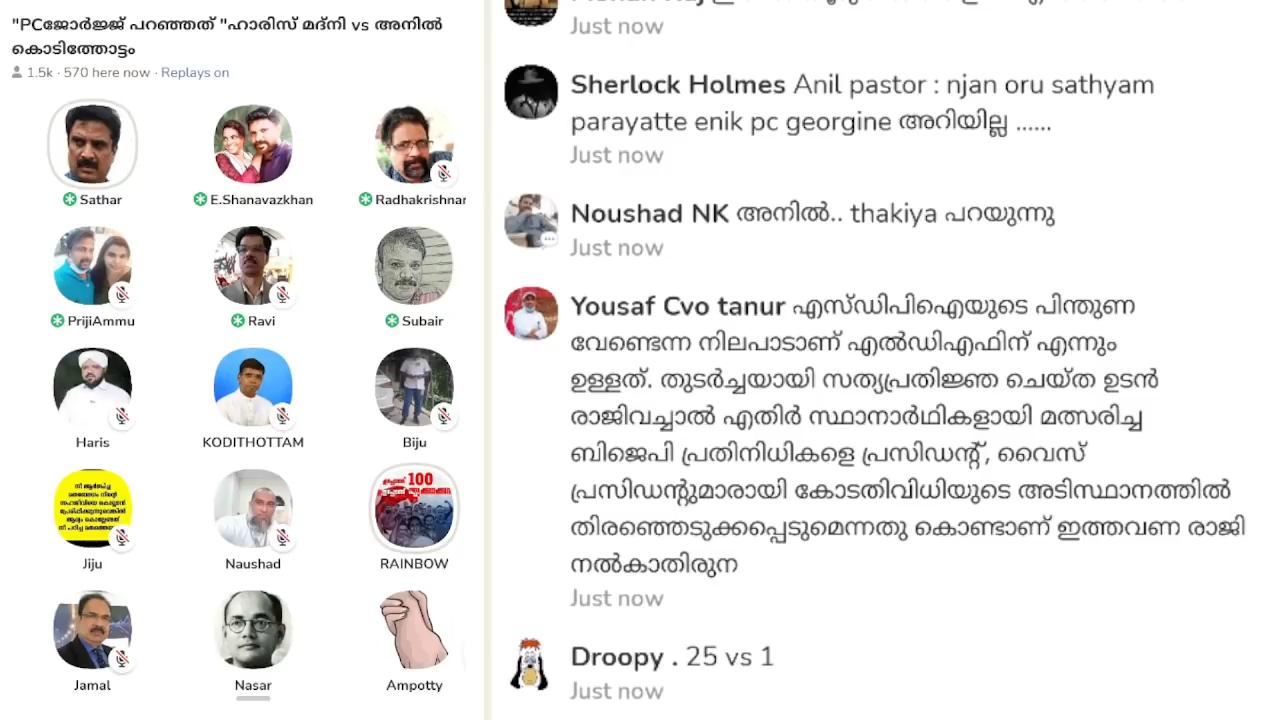 "PCജോർജ്ജ് പറഞ്ഞത് "ഹാരിസ് മദ്നി vs അനിൽ
കൊടിത്തോട്ടം
1.5k · 570 here now · Replays on
Sathar
E.Shanavazkhan
Radhakrishnan
PrijiAmmu
Ravi
Subair
Haris
KODITHOTTAM
Biju
100
Jiju
Naushad
RAINBOW
Jamal
Nasar
Ampotty
Just now
Sherlock Holmes Anil pastor : njan oru sathyam
parayatte enik pc georgine അറിയില്ല ......
Just now
Noushad NK അനിൽ.. thakiya പറയുന്നു
Just now
Yousaf Cvo tanur എസ്ഡിപിഐയുടെ പിന്തുണ
വേണ്ടെന്ന നിലപാടാണ് എൽഡിഎഫിന് എന്നും
ഉള്ളത്. തുടർച്ചയായി സത്യപ്രതിജ്ഞ ചെയ്ത ഉടൻ
രാജിവച്ചാൽ എതിർ സ്ഥാനാർഥികളായി മത്സരിച്ച
ബിജെപി പ്രതിനിധികളെ പ്രസിഡന്റ്, വൈസ്
പ്രസിഡന്റുമാരായി കോടതിവിധിയുടെ അടിസ്ഥാനത്തിൽ
തിരഞ്ഞെടുക്കപ്പെടുമെന്നതു കൊണ്ടാണ് ഇത്തവണ രാജി
നൽകാതിരുന
Just now
Droopy . 25 vs 1
Just now